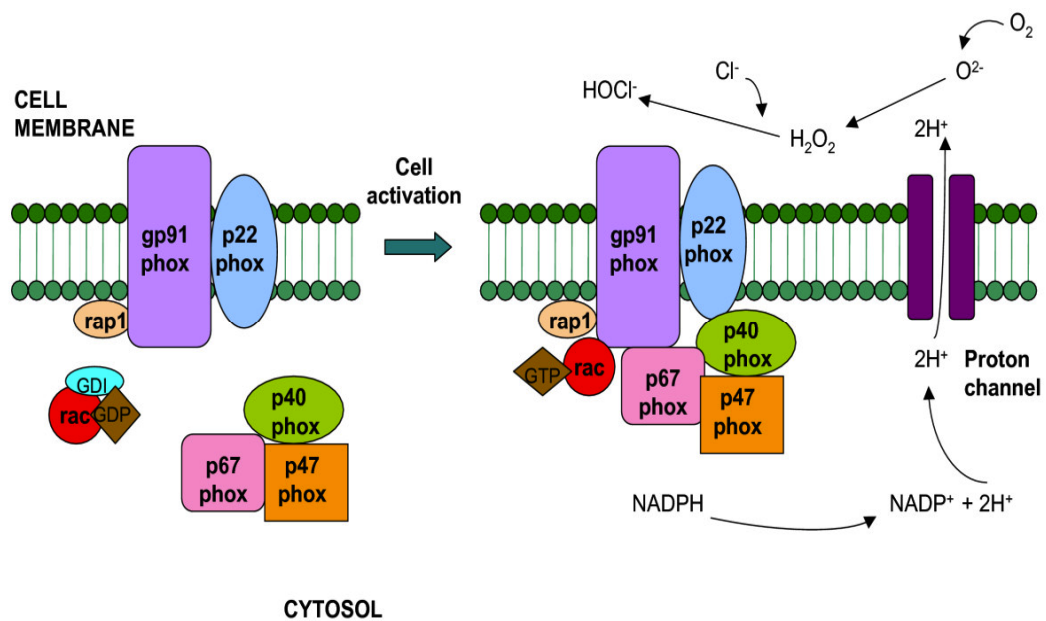 CELL
MEMBRANE
gp91
phox
p22
phox
rap1
GDI
rac
GDP
p40
phox
p67
phox
p47
phox
Cell
activation
O₂
O²⁻
Cl⁻
HOCl⁻
H₂O₂
2H⁺
gp91
phox
p22
phox
rap1
GTP
rac
p40
phox
p67
phox
p47
phox
2H⁺
Proton
channel
NADPH
NADP⁺ + 2H⁺
CYTOSOL